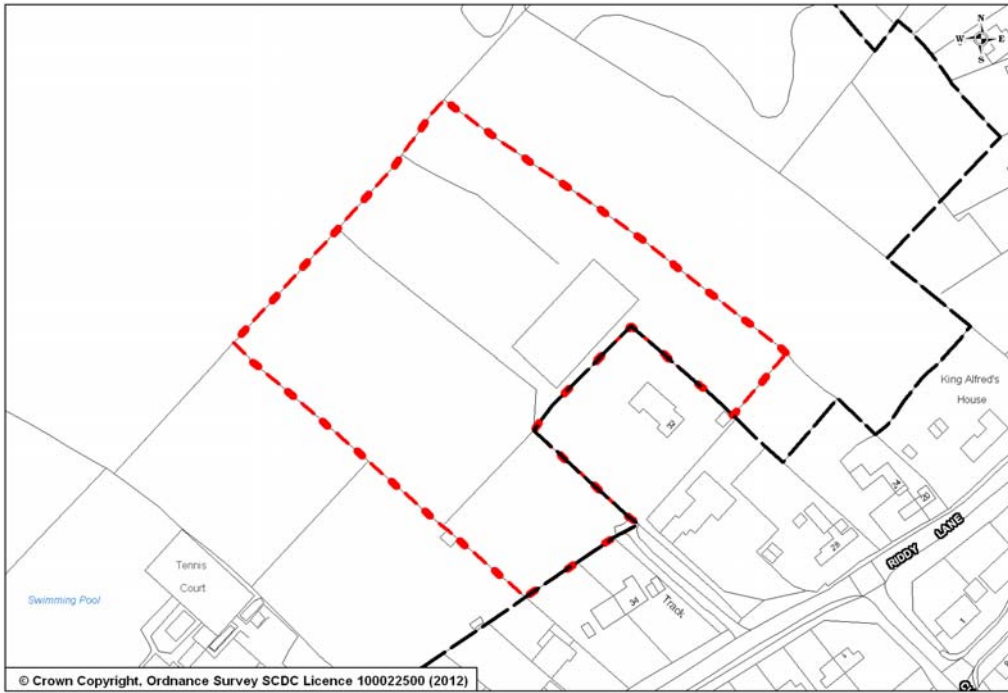 N
W E
S
King Alfred's
House
32
24
20
28
RIDDY LANE
Tennis
Court
Swimming Pool
34
Track
1
© Crown Copyright. Ordnance Survey SCDC Licence 100022500 (2012)